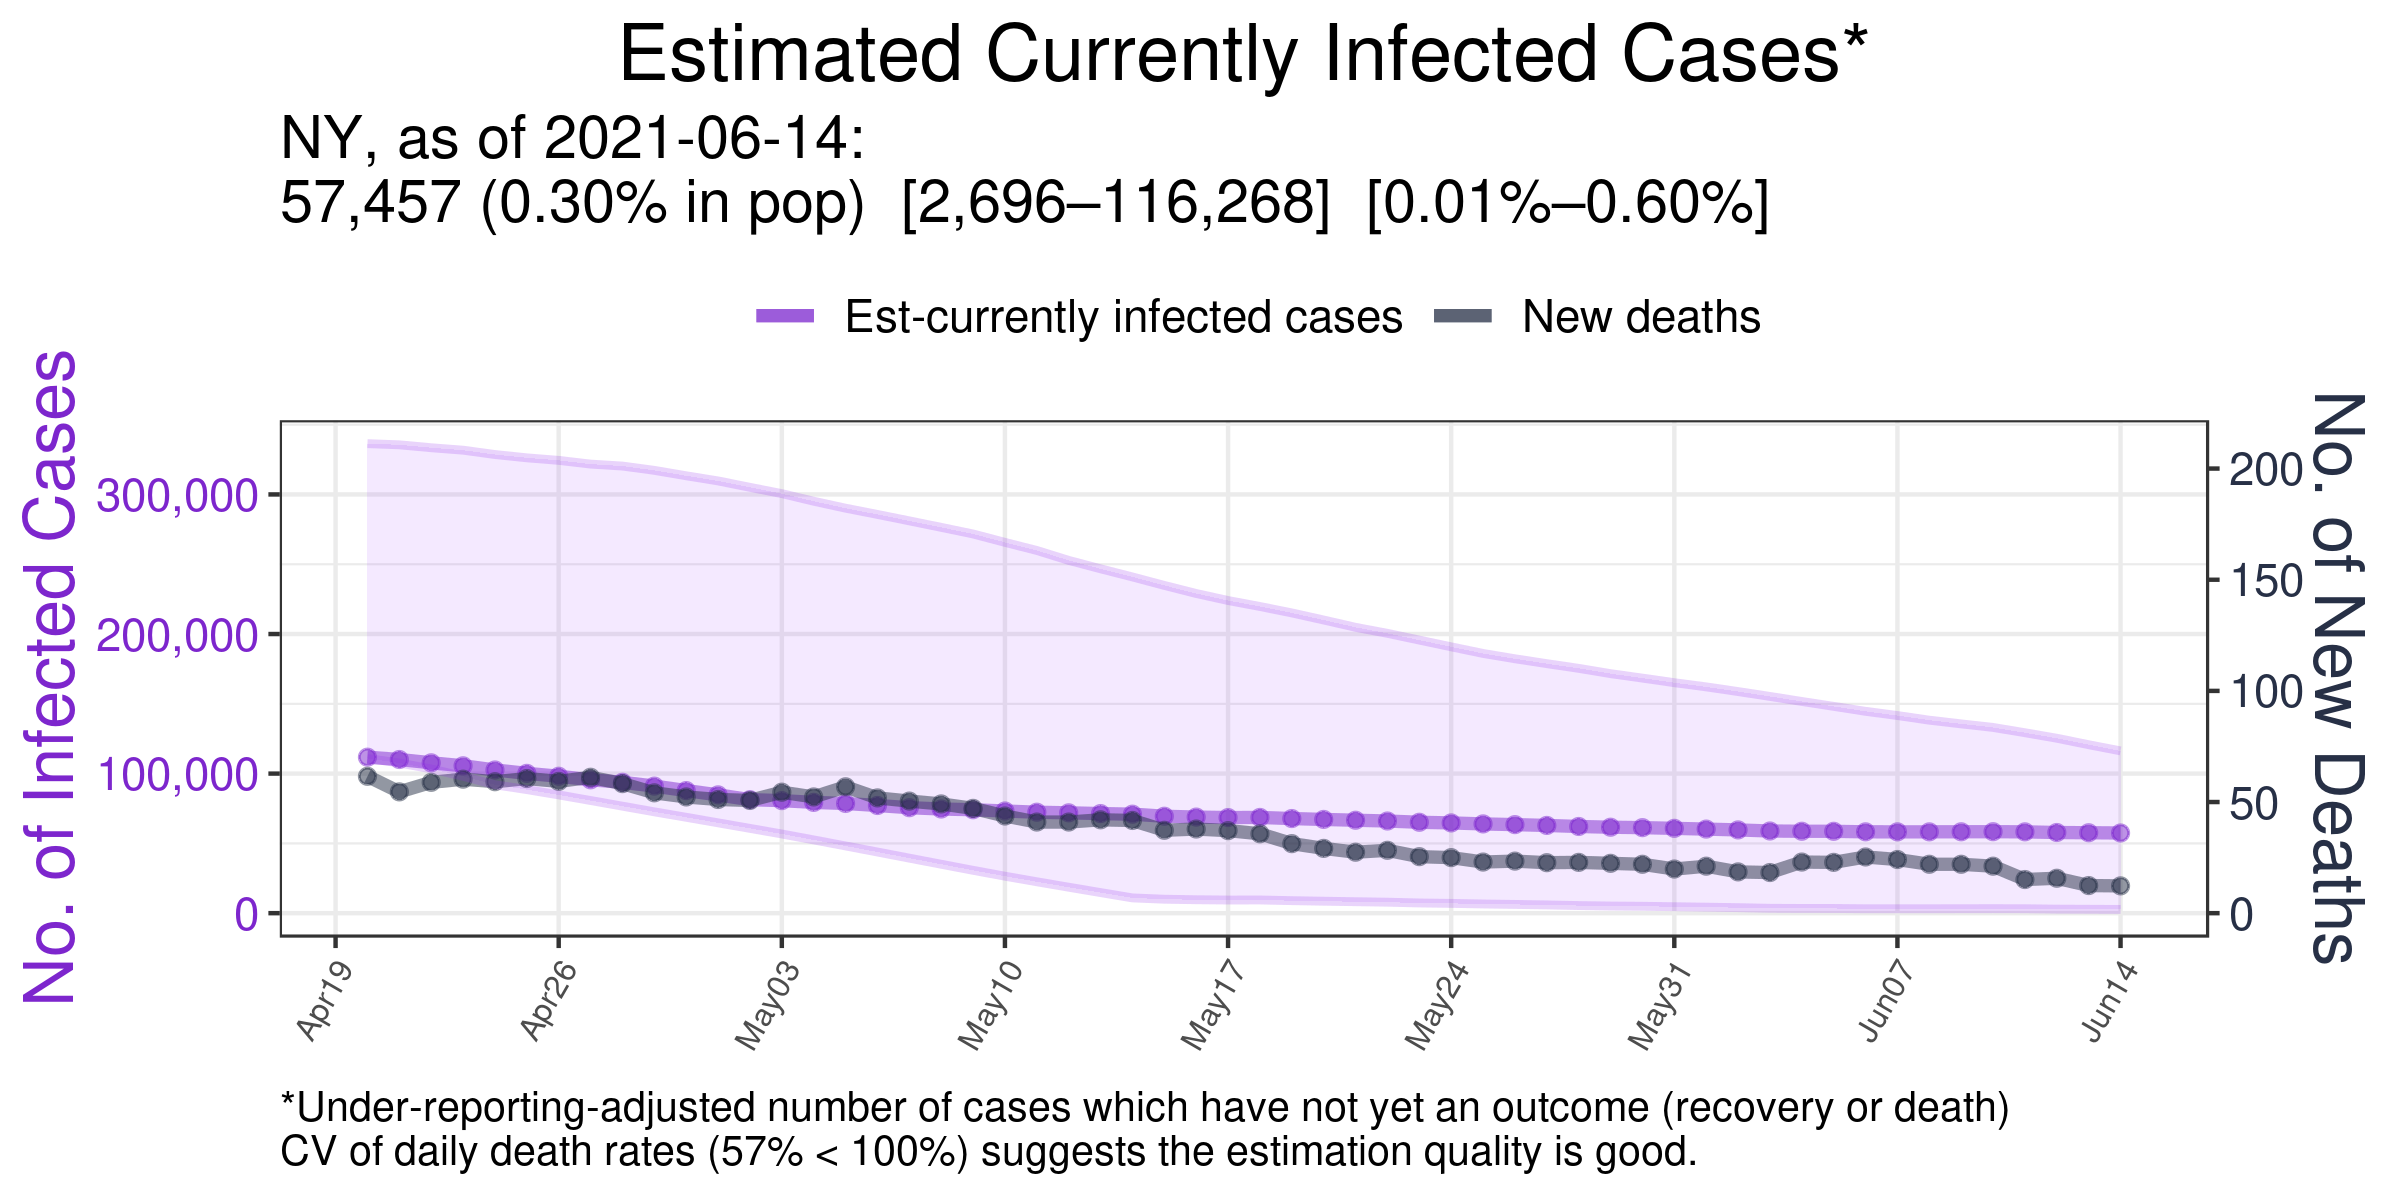 Estimated Currently Infected Cases*
NY, as of 2021-06-14:
57,457 (0.30% in pop)  [2,696–116,268]  [0.01%–0.60%]
Est-currently infected cases
New deaths
No. of Infected Cases
300,000
200,000
100,000
0
200
150
100
50
0
No. of New Deaths
Apr19
Apr26
May03
May10
May17
May24
May31
Jun07
Jun14
*Under-reporting-adjusted number of cases which have not yet an outcome (recovery or death)
CV of daily death rates (57% < 100%) suggests the estimation quality is good.